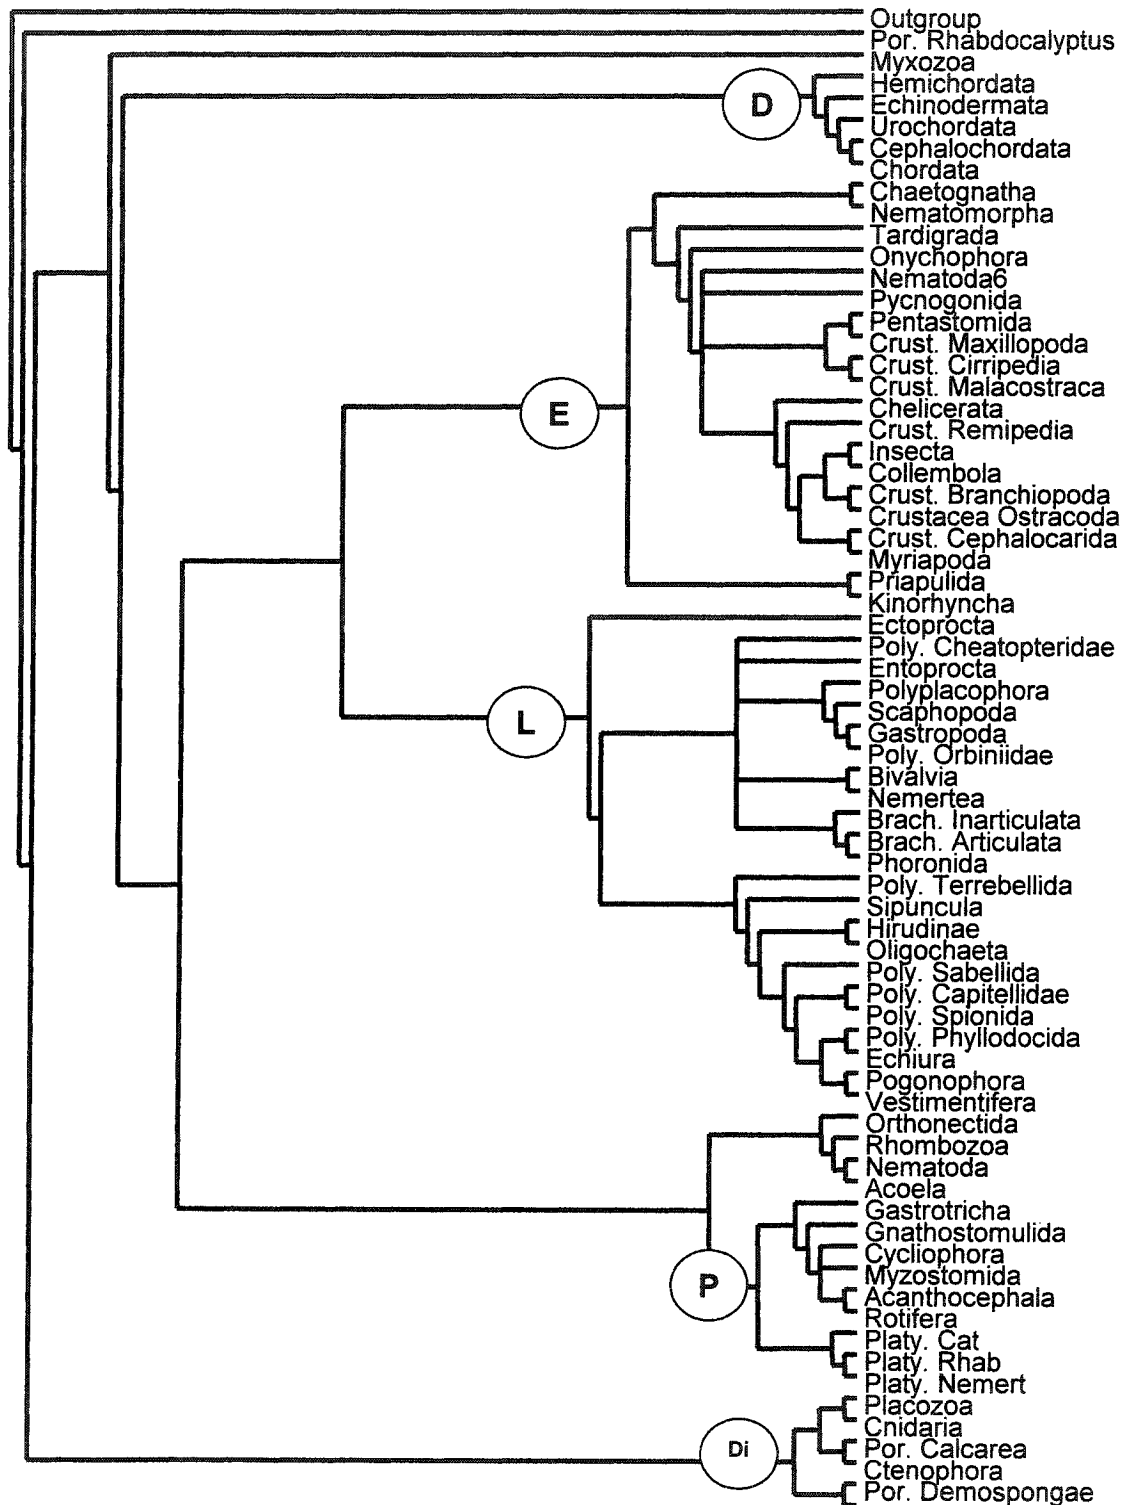 Outgroup
Por. Rhabdocalyptus
Myxozoa
Hemichordata
D
Echinodermata
Urochordata
Cephalochordata
Chordata
Chaetognatha
Nematomorpha
Tardigrada
Onychophora
Nematoda6
Pycnogonida
Pentastomida
Crust. Maxillopoda
Crust. Cirripedia
Crust. Malacostraca
Chelicerata
E
Crust. Remipedia
Insecta
Collembola
Crust. Branchiopoda
Crustacea Ostracoda
Crust. Cephalocarida
Myriapoda
Priapulida
Kinorhyncha
Ectoprocta
Poly. Cheatopteridae
Entoprocta
Polyplacophora
Scaphopoda
L
Gastropoda
Poly. Orbiniidae
Bivalvia
Nemertea
Brach. Inarticulata
Brach. Articulata
Phoronida
Poly. Terrebellida
Sipuncula
Hirudinae
Oligochaeta
Poly. Sabellida
Poly. Capitellidae
Poly. Spionida
Poly. Phyllodocida
Echiura
Pogonophora
Vestimentifera
Orthonectida
Rhombozoa
Nematoda
Acoela
Gastrotricha
Gnathostomulida
Cycliophora
Myzostomida
P
Acanthocephala
Rotifera
Platy. Cat
Platy. Rhab
Platy. Nemert
Placozoa
Cnidaria
Di
Por. Calcarea
Ctenophora
Por. Demospongae